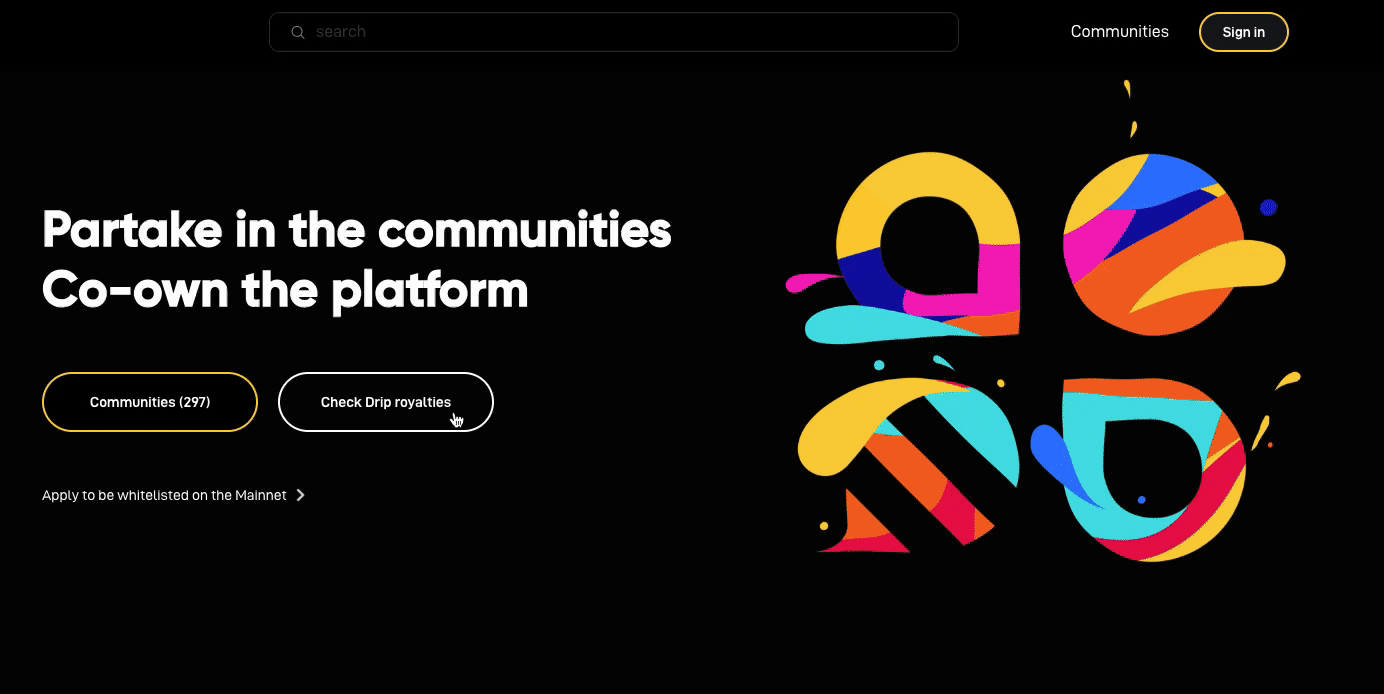 search
Communities
Sign in
Partake in the communities
Co-own the platform
Communities (297)
Check Drip royalties
Apply to be whitelisted on the Mainnet